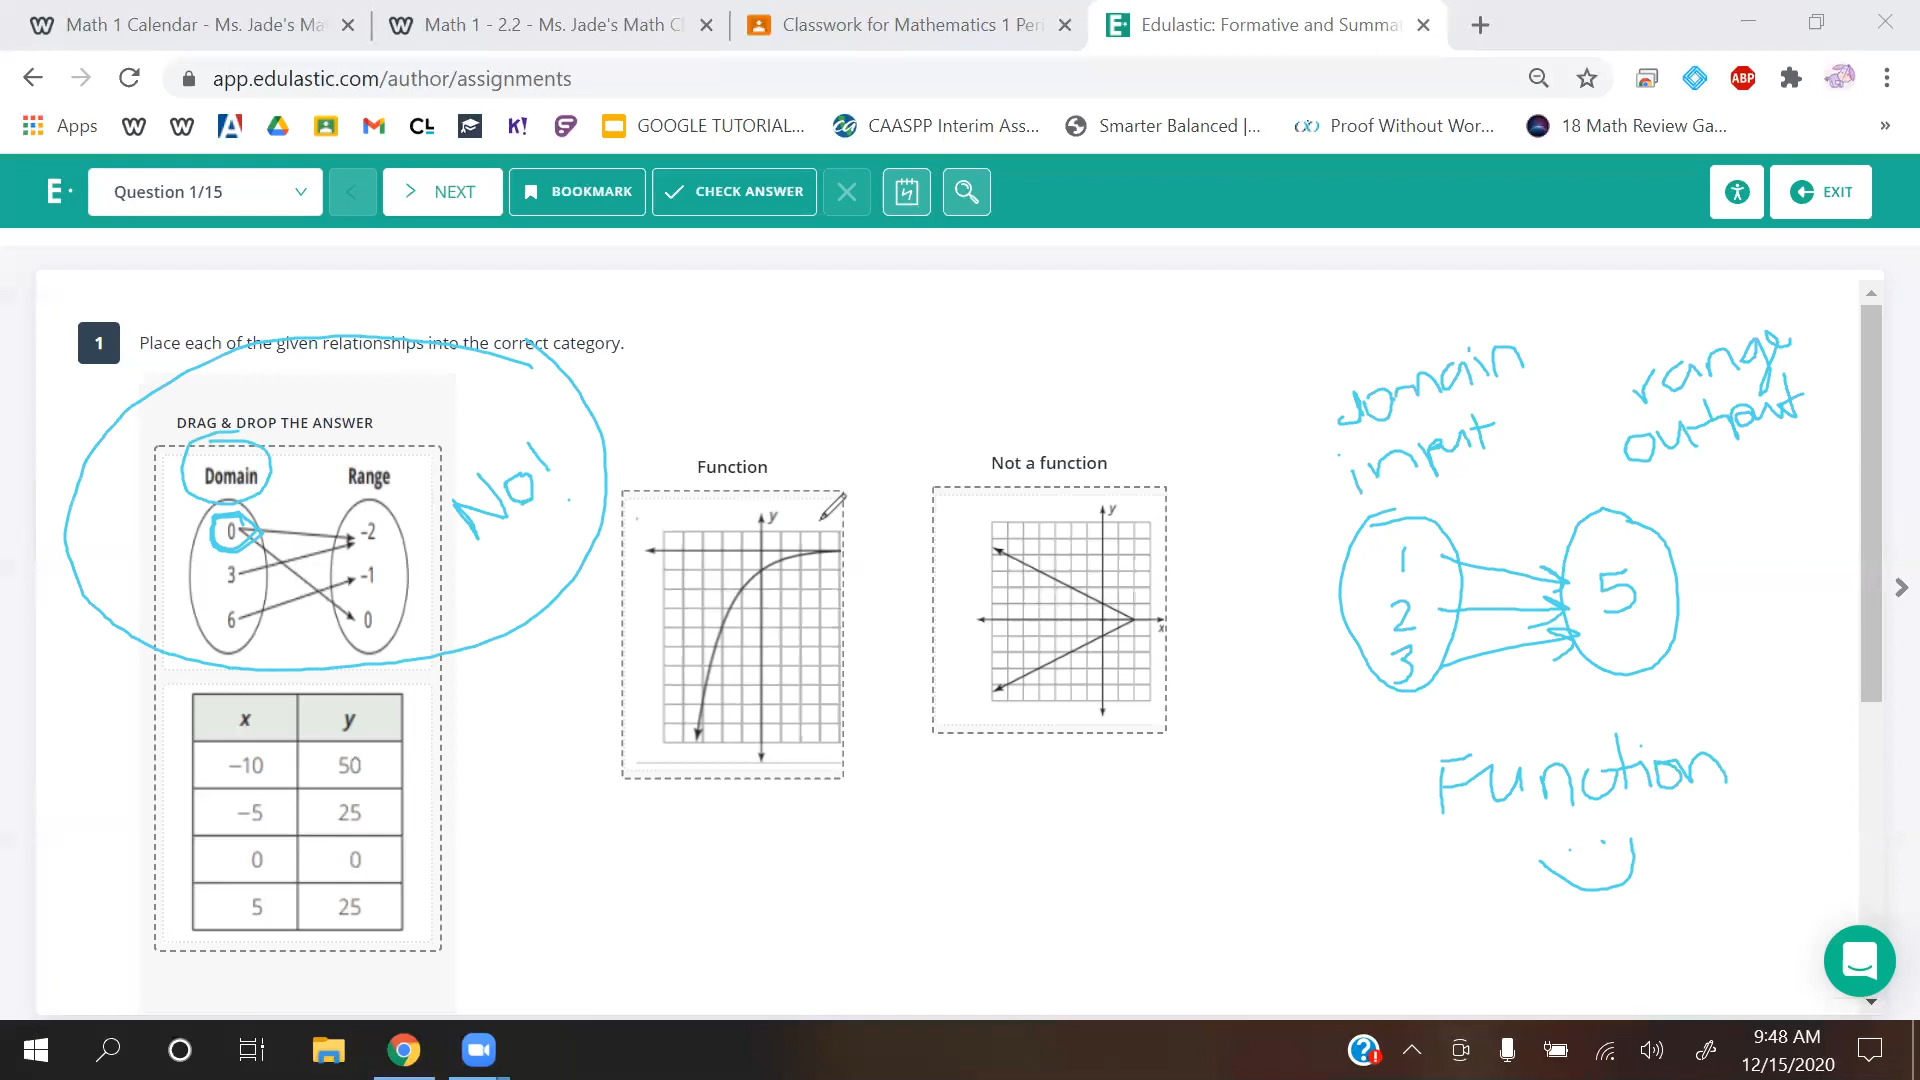 Math 1 Calendar - Ms. Jade's Ma
Math 1 - 2.2 - Ms. Jade's Math Cl
Classwork for Mathematics 1 Peri
Edulastic: Formative and Summat
app.edulastic.com/author/assignments
ABP
Apps
CL
K!
GOOGLE TUTORIAL...
CAASPP Interim Ass...
Smarter Balanced |...
Proof Without Wor...
18 Math Review Ga...
»
E
Question 1/15
NEXT
BOOKMARK
CHECK ANSWER
EXIT
1
Place each of the given relationships into the correct category.
DRAG & DROP THE ANSWER
Domain Range
0 -2
3 -1
6 0
No!
x y
-10 50
-5 25
0 0
5 25
Function
y
Not a function
y
x
domain
input
range
output
1
2
3
5
Function
9:48 AM
12/15/2020